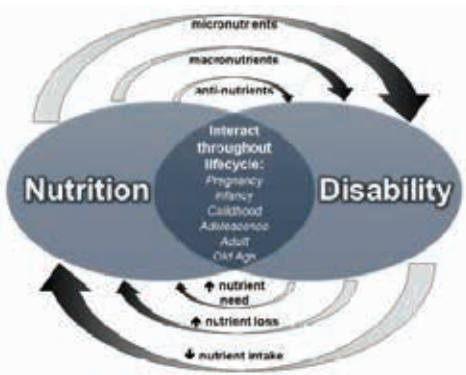 micronutrients
macronutrients
anti-nutrients
Interact
throughout
lifecycle:
Pregnancy
Infancy
Childhood
Adolescence
Adult
Old Age
Nutrition
Disability
↑ nutrient
need
↑ nutrient loss
↓ nutrient intake